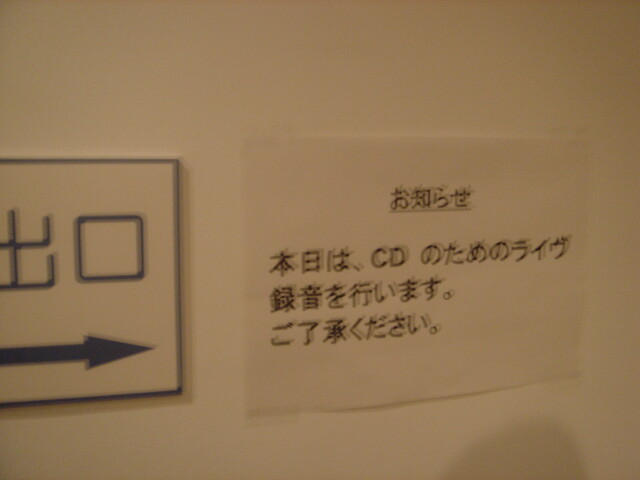 出口
お知らせ
本日は、CD のためのライヴ
録音を行います。
ご了承ください。